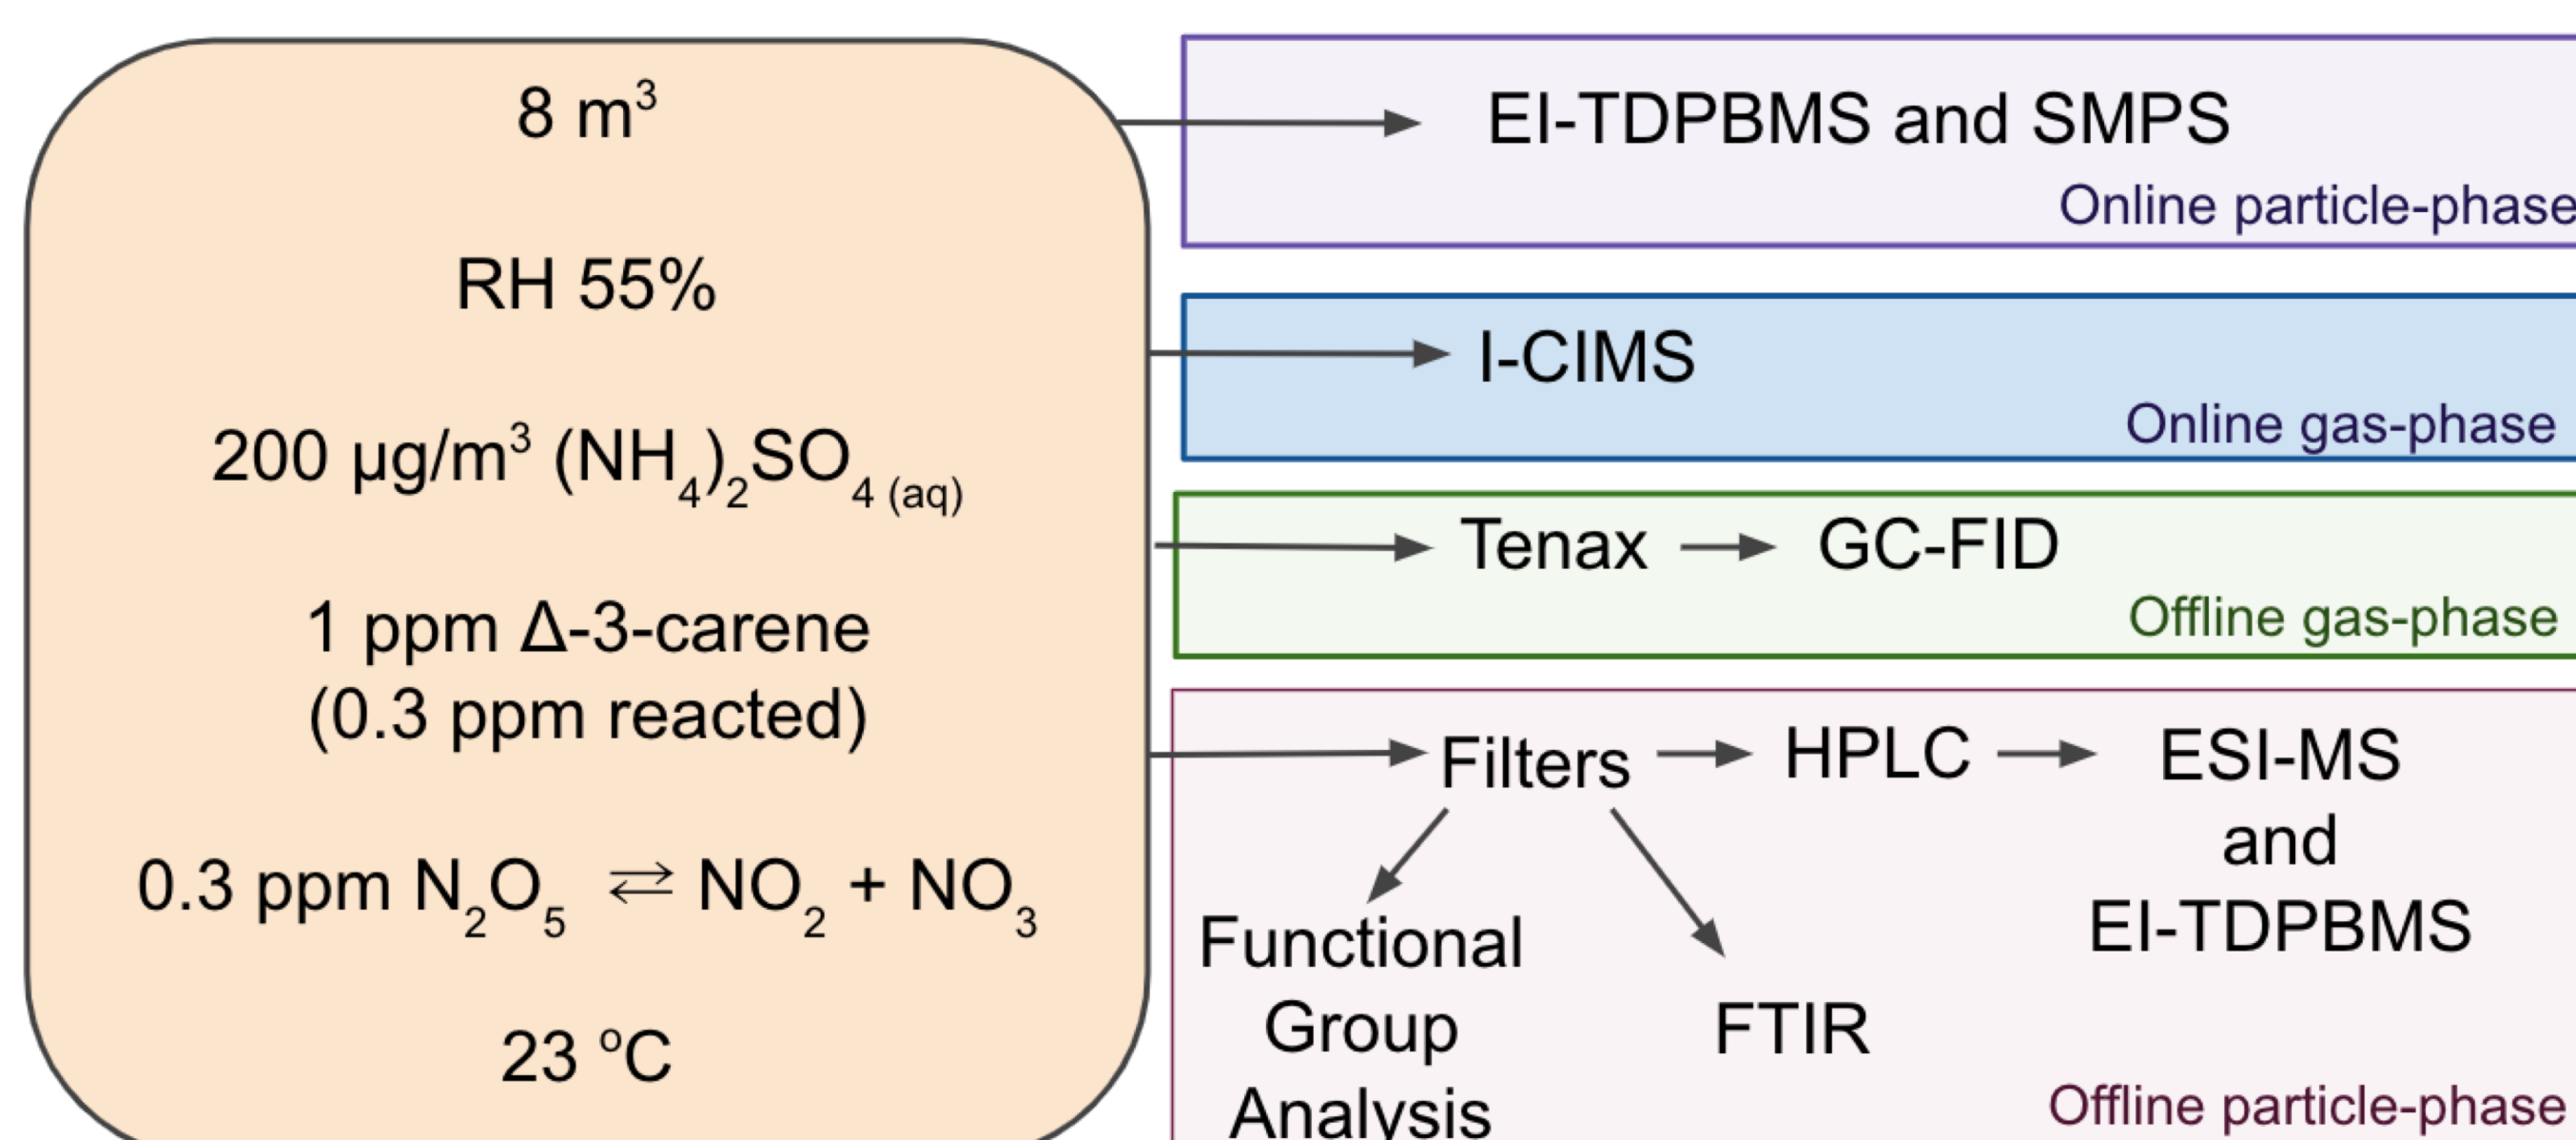 8 m³
RH 55%
200 µg/m³ (NH₄)₂SO₄ (aq)
1 ppm Δ-3-carene
(0.3 ppm reacted)
0.3 ppm N₂O₅ ⇄ NO₂ + NO₃
23 ºC
EI-TDPBMS and SMPS
Online particle-phase
I-CIMS
Online gas-phase
Tenax → GC-FID
Offline gas-phase
Filters → HPLC → ESI-MS
and
EI-TDPBMS
Functional
Group
Analysis
FTIR
Offline particle-phase